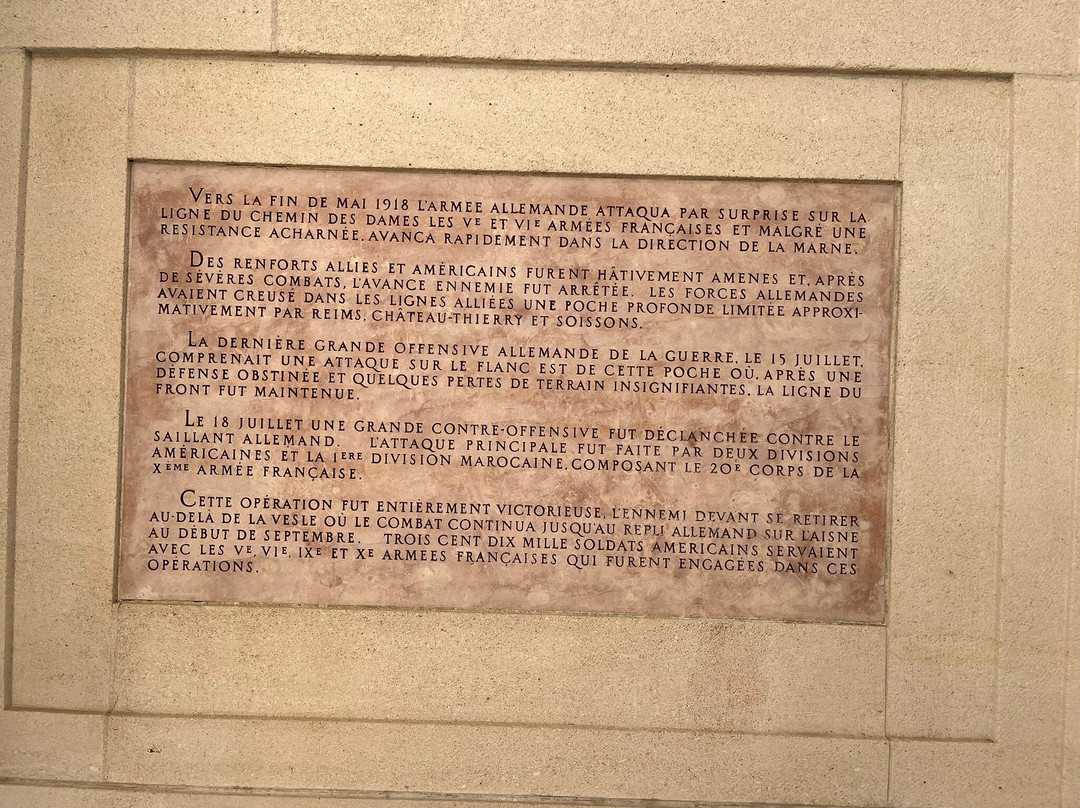 VERS LA FIN DE MAI 1918 L'ARMEE ALLEMANDE ATTAQUA PAR SURPRISE SUR LA
LIGNE DU CHEMIN DES DAMES LES VE ET VIE ARMÉES FRANÇAISES ET MALGRÉ UNE
RESISTANCE ACHARNÉE, AVANCA RAPIDEMENT DANS LA DIRECTION DE LA MARNE.
DES RENFORTS ALLIES ET AMÉRICAINS FURENT HÂTIVEMENT AMENES ET, APRÈS
DE SÉVÈRES COMBATS, L'AVANCE ENNEMIE FUT ARRÊTÉE. LES FORCES ALLEMANDES
AVAIENT CREUSÉ DANS LES LIGNES ALLIÉES UNE POCHE PROFONDE LIMITÉE APPROXI-
MATIVEMENT PAR REIMS, CHÂTEAU-THIERRY ET SOISSONS.
LA DERNIÈRE GRANDE OFFENSIVE ALLEMANDE DE LA GUERRE, LE 15 JUILLET,
COMPRENAIT UNE ATTAQUE SUR LE FLANC EST DE CETTE POCHE OÙ, APRÈS UNE
DÉFENSE OBSTINÉE ET QUELQUES PERTES DE TERRAIN INSIGNIFIANTES, LA LIGNE DU
FRONT FUT MAINTENUE.
LE 18 JUILLET UNE GRANDE CONTRE-OFFENSIVE FUT DÉCLANCHÉE CONTRE LE
SAILLANT ALLEMAND. L'ATTAQUE PRINCIPALE FUT FAITE PAR DEUX DIVISIONS
AMÉRICAINES ET LA 1ERE DIVISION MAROCAINE, COMPOSANT LE 20E CORPS DE LA
XÈME ARMÉE FRANÇAISE.
CETTE OPÉRATION FUT ENTIÈREMENT VICTORIEUSE, L'ENNEMI DEVANT SE RETIRER
AU-DELÀ DE LA VESLE OÙ LE COMBAT CONTINUA JUSQU'AU REPLI ALLEMAND SUR L'AISNE
AU DÉBUT DE SEPTEMBRE. TROIS CENT DIX MILLE SOLDATS AMERICAINS SERVAIENT
AVEC LES VE, VIE, IXE ET XE ARMEES FRANÇAISES QUI FURENT ENGAGÉES DANS CES
OPÉRATIONS.